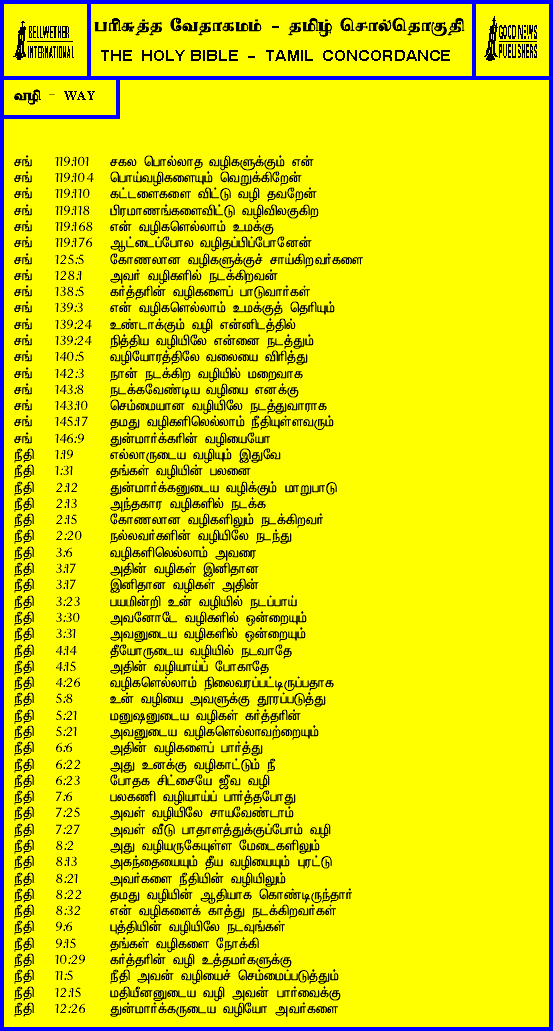 BELLWETHER
INTERNATIONAL
பரிசுத்த வேதாகமம் - தமிழ் சொல்தொகுதி
THE HOLY BIBLE - TAMIL CONCORDANCE
GOOD NEWS
PUBLISHERS
வழி - WAY
சங் 119:101 சகல பொல்லாத வழிகளுக்கும் என்
சங் 119:104 பொய்வழிகளையும் வெறுக்கிறேன்
சங் 119:110 கட்டளைகளை விட்டு வழி தவறேன்
சங் 119:118 பிரமாணங்களைவிட்டு வழிவிலகுகிற
சங் 119:168 என் வழிகளெல்லாம் உமக்கு
சங் 119:176 ஆட்டைப்போல வழிதப்பிப்போனேன்
சங் 125:5 கோணலான வழிகளுக்குச் சாய்கிறவர்களை
சங் 128:1 அவர் வழிகளில் நடக்கிறவன்
சங் 138:5 கர்த்தரின் வழிகளைப் பாடுவார்கள்
சங் 139:3 என் வழிகளெல்லாம் உமக்குத் தெரியும்
சங் 139:24 உண்டாக்கும் வழி என்னிடத்தில்
சங் 139:24 நித்திய வழியிலே என்னை நடத்தும்
சங் 140:5 வழியோரத்திலே வலையை விரித்து
சங் 142:3 நான் நடக்கிற வழியில் மறைவாக
சங் 143:8 நடக்கவேண்டிய வழியை எனக்கு
சங் 143:10 செம்மையான வழியிலே நடத்துவாராக
சங் 145:17 தமது வழிகளிலெல்லாம் நீதியுள்ளவரும்
சங் 146:9 துன்மார்க்கரின் வழியையோ
நீதி 1:19 எல்லாருடைய வழியும் இதுவே
நீதி 1:31 தங்கள் வழியின் பலனை
நீதி 2:12 துன்மார்க்கனுடைய வழிக்கும் மாறுபாடு
நீதி 2:13 அந்தகார வழிகளில் நடக்க
நீதி 2:15 கோணலான வழிகளிலும் நடக்கிறவர்
நீதி 2:20 நல்லவர்களின் வழியிலே நடந்து
நீதி 3:6 வழிகளிலெல்லாம் அவரை
நீதி 3:17 அதின் வழிகள் இனிதான
நீதி 3:17 இனிதான வழிகள் அதின்
நீதி 3:23 பயமின்றி உன் வழியில் நடப்பாய்
நீதி 3:30 அவனோடே வழிகளில் ஒன்றையும்
நீதி 3:31 அவனுடைய வழிகளில் ஒன்றையும்
நீதி 4:14 தீயோருடைய வழியில் நடவாதே
நீதி 4:15 அதின் வழியாய்ப் போகாதே
நீதி 4:26 வழிகளெல்லாம் நிலைவரப்பட்டிருப்பதாக
நீதி 5:8 உன் வழியை அவளுக்கு தூரப்படுத்து
நீதி 5:21 மனுஷனுடைய வழிகள் கர்த்தரின்
நீதி 5:21 அவனுடைய வழிகளெல்லாவற்றையும்
நீதி 6:6 அதின் வழிகளைப் பார்த்து
நீதி 6:22 அது உனக்கு வழிகாட்டும் நீ
நீதி 6:23 போதக சிட்சையே ஜீவ வழி
நீதி 7:6 பலகணி வழியாய்ப் பார்த்தபோது
நீதி 7:25 அவள் வழியிலே சாயவேண்டாம்
நீதி 7:27 அவள் வீடு பாதாளத்துக்குப்போம் வழி
நீதி 8:2 அது வழியருகேயுள்ள மேடைகளிலும்
நீதி 8:13 அகந்தையையும் தீய வழியையும் புரட்டு
நீதி 8:21 அவர்களை நீதியின் வழியிலும்
நீதி 8:22 தமது வழியின் ஆதியாக கொண்டிருந்தார்
நீதி 8:32 என் வழிகளைக் காத்து நடக்கிறவர்கள்
நீதி 9:6 புத்தியின் வழியிலே நடவுங்கள்
நீதி 9:15 தங்கள் வழிகளை நோக்கி
நீதி 10:29 கர்த்தரின் வழி உத்தமர்களுக்கு
நீதி 11:5 நீதி அவன் வழியைச் செம்மைப்படுத்தும்
நீதி 12:15 மதியீனனுடைய வழி அவன் பார்வைக்கு
நீதி 12:26 துன்மார்க்கருடைய வழியோ அவர்களை